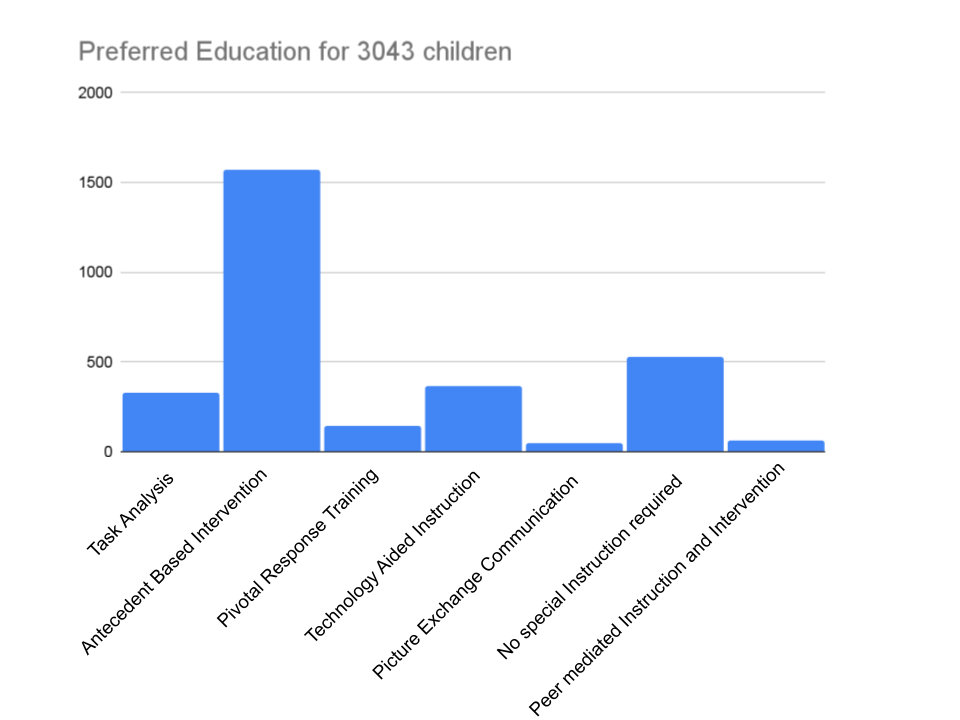 Preferred Education for 3043 children
2000
1500
1000
500
0
Task Analysis
Antecedent Based Intervention
Pivotal Response Training
Technology Aided Instruction
Picture Exchange Communication
No special Instruction required
Peer mediated Instruction and Intervention